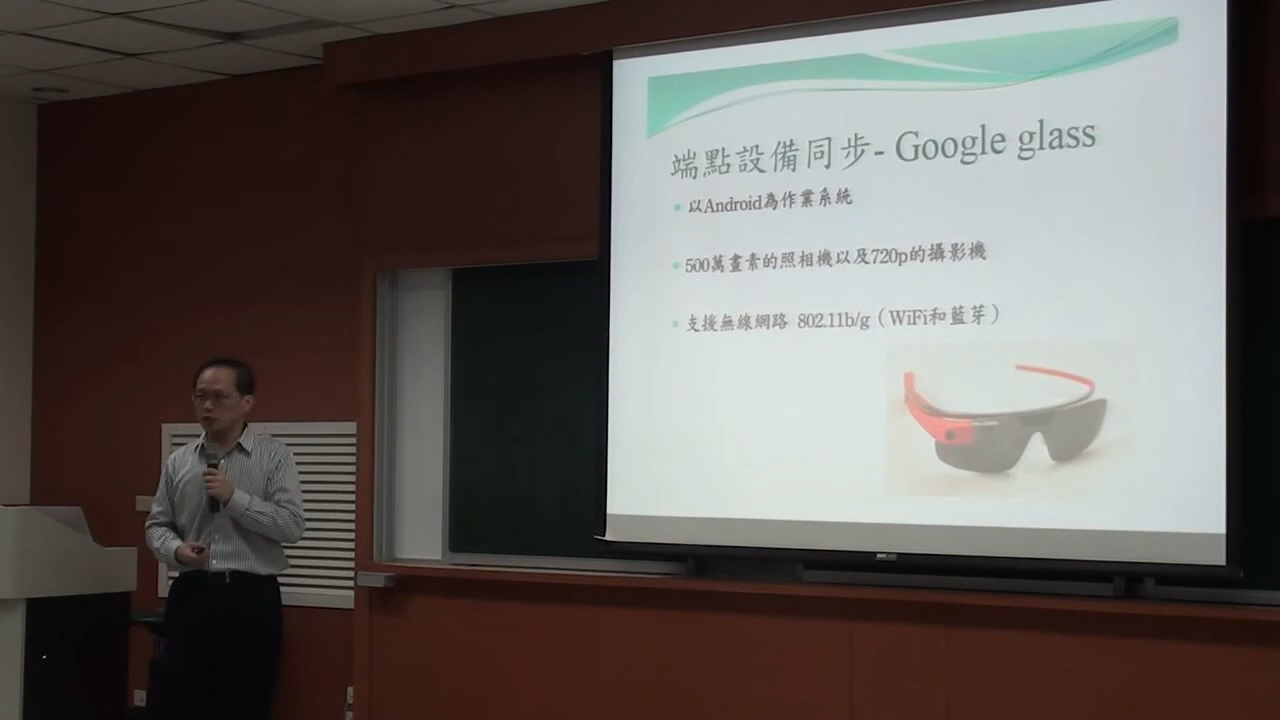 端點設備同步- Google glass
以Android為作業系統
500萬畫素的照相機以及720p的攝影機
支援無線網路 802.11b/g（WiFi和藍芽）